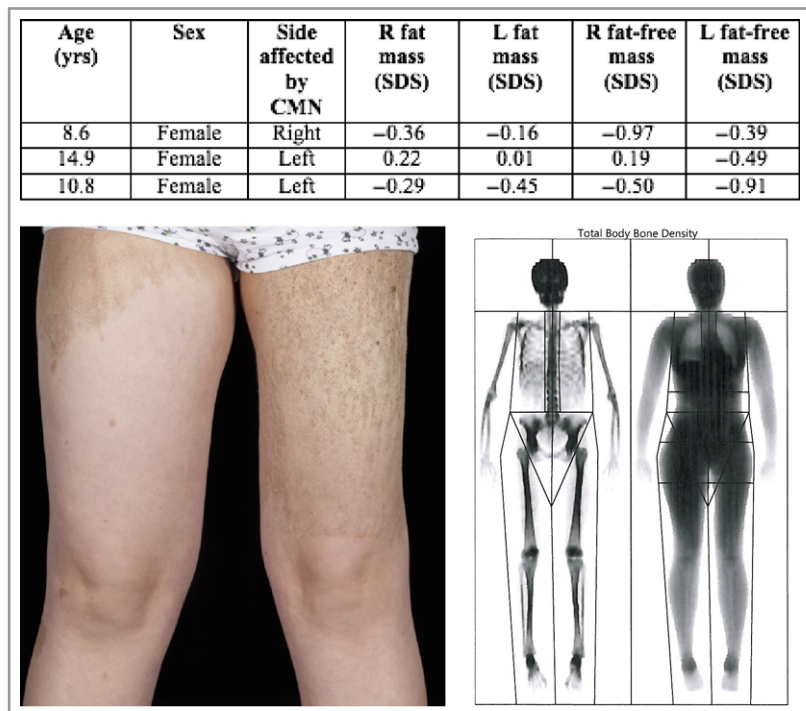 Age (yrs) Sex Side affected by CMN R fat mass (SDS) L fat mass (SDS) R fat-free mass (SDS) L fat-free mass (SDS)
8.6 Female Right −0.36 −0.16 −0.97 −0.39
14.9 Female Left 0.22 0.01 0.19 −0.49
10.8 Female Left −0.29 −0.45 −0.50 −0.91
Total Body Bone Density